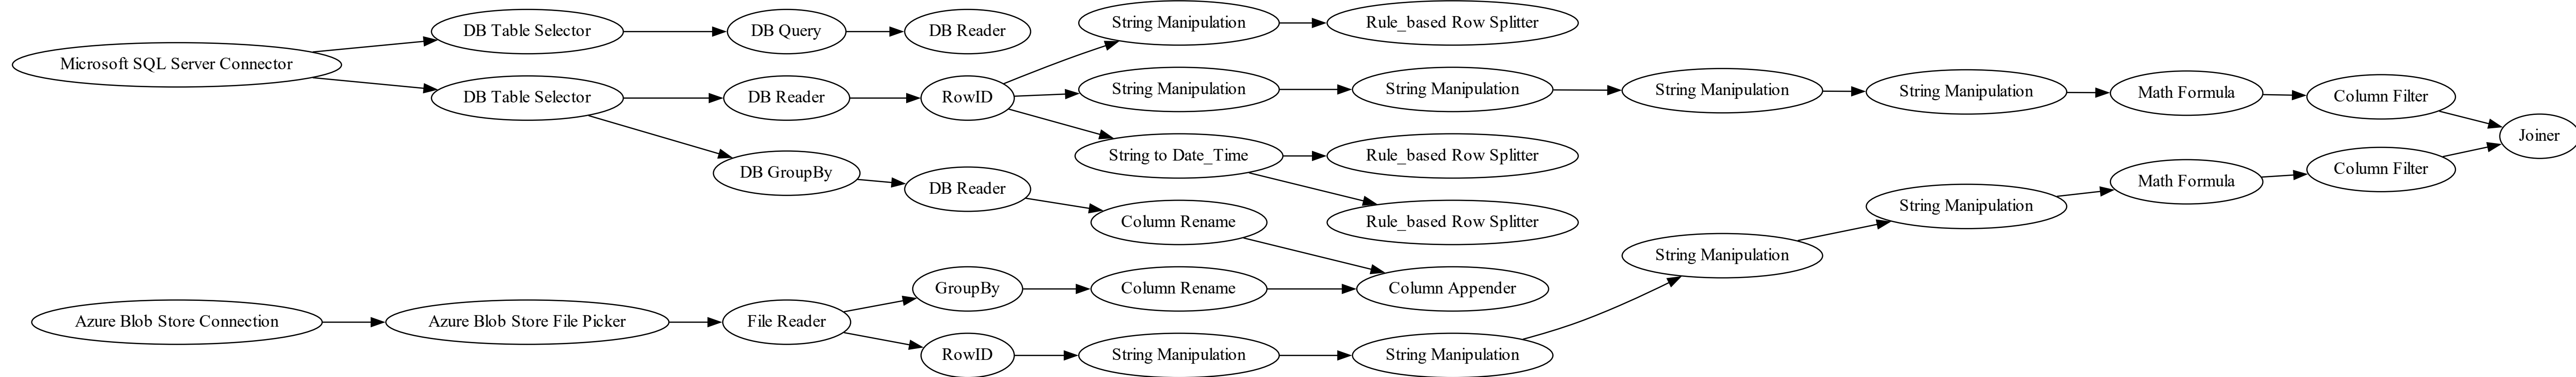 Microsoft SQL Server Connector
DB Table Selector
DB Query
DB Reader
DB Table Selector
DB Reader
RowID
String Manipulation
Rule_based Row Splitter
String Manipulation
String Manipulation
String Manipulation
String Manipulation
Math Formula
Column Filter
Joiner
String to Date_Time
Rule_based Row Splitter
Rule_based Row Splitter
DB GroupBy
DB Reader
Column Rename
Column Appender
Azure Blob Store Connection
Azure Blob Store File Picker
File Reader
GroupBy
Column Rename
RowID
String Manipulation
String Manipulation
String Manipulation
String Manipulation
Math Formula
Column Filter